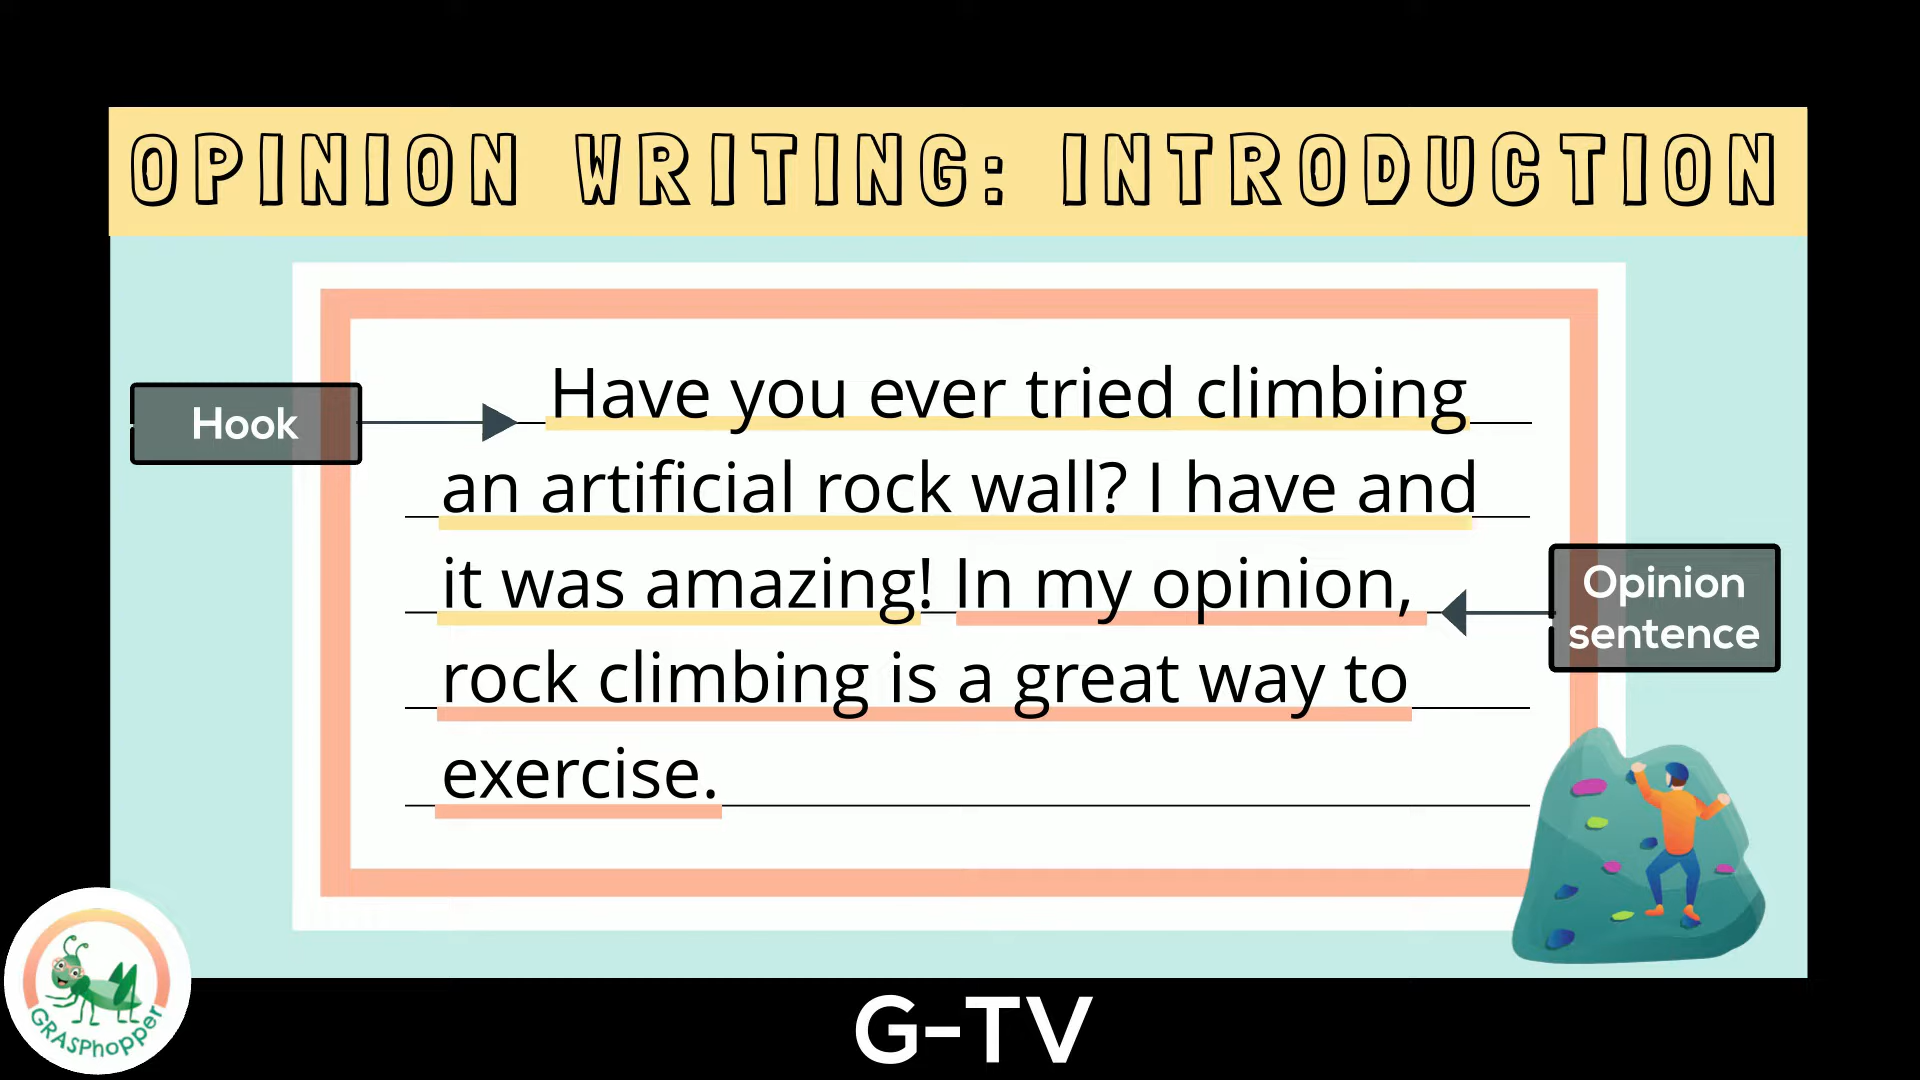 OPINION WRITING: INTRODUCTION
Hook
Have you ever tried climbing
an artificial rock wall? I have and
it was amazing! In my opinion,
rock climbing is a great way to
exercise.
Opinion
sentence
GRASPhopper
G-TV